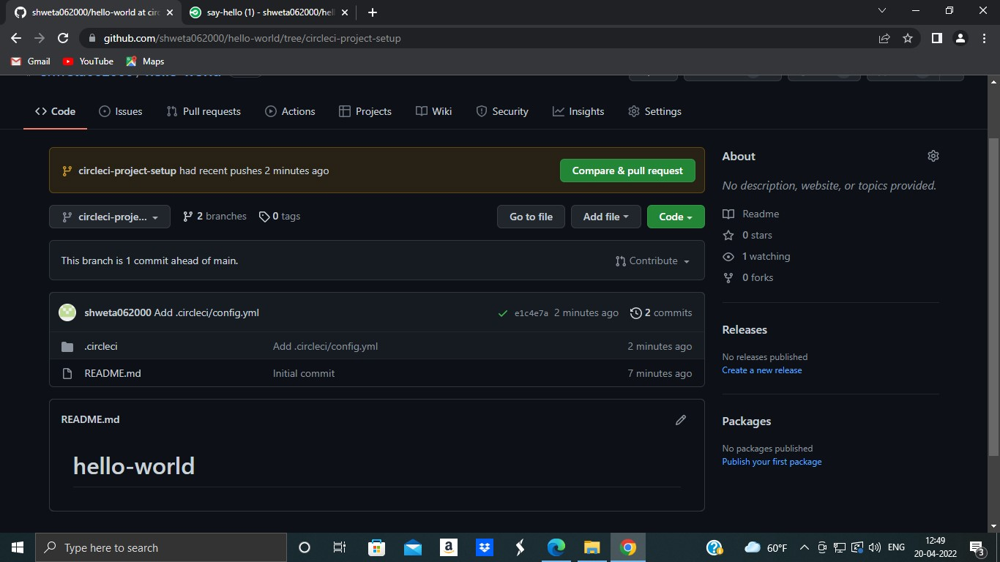 shweta062000/hello-world at circ
say-hello (1) - shweta062000/hel
github.com/shweta062000/hello-world/tree/circleci-project-setup
Gmail YouTube Maps
<> Code Issues Pull requests Actions Projects Wiki Security Insights Settings
circleci-project-setup had recent pushes 2 minutes ago
Compare & pull request
circleci-proje...
2 branches 0 tags
Go to file Add file Code
This branch is 1 commit ahead of main.
Contribute
shweta062000 Add .circleci/config.yml
e1c4e7a 2 minutes ago 2 commits
.circleci Add .circleci/config.yml 2 minutes ago
README.md Initial commit 7 minutes ago
README.md
hello-world
About
No description, website, or topics provided.
Readme
0 stars
1 watching
0 forks
Releases
No releases published
Create a new release
Packages
No packages published
Publish your first package
Type here to search
60°F
ENG
12:49
20-04-2022
3